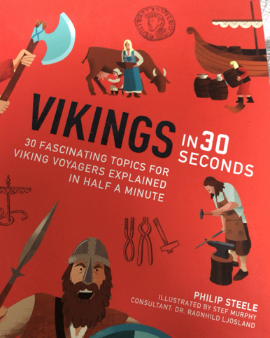 VIKINGS IN 30
SECONDS
30 FASCINATING TOPICS FOR
VIKING VOYAGERS EXPLAINED
IN HALF A MINUTE
PHILIP STEELE
ILLUSTRATED BY STEF MURPHY
CONSULTANT: DR. RAGNHILD LJOSLAND